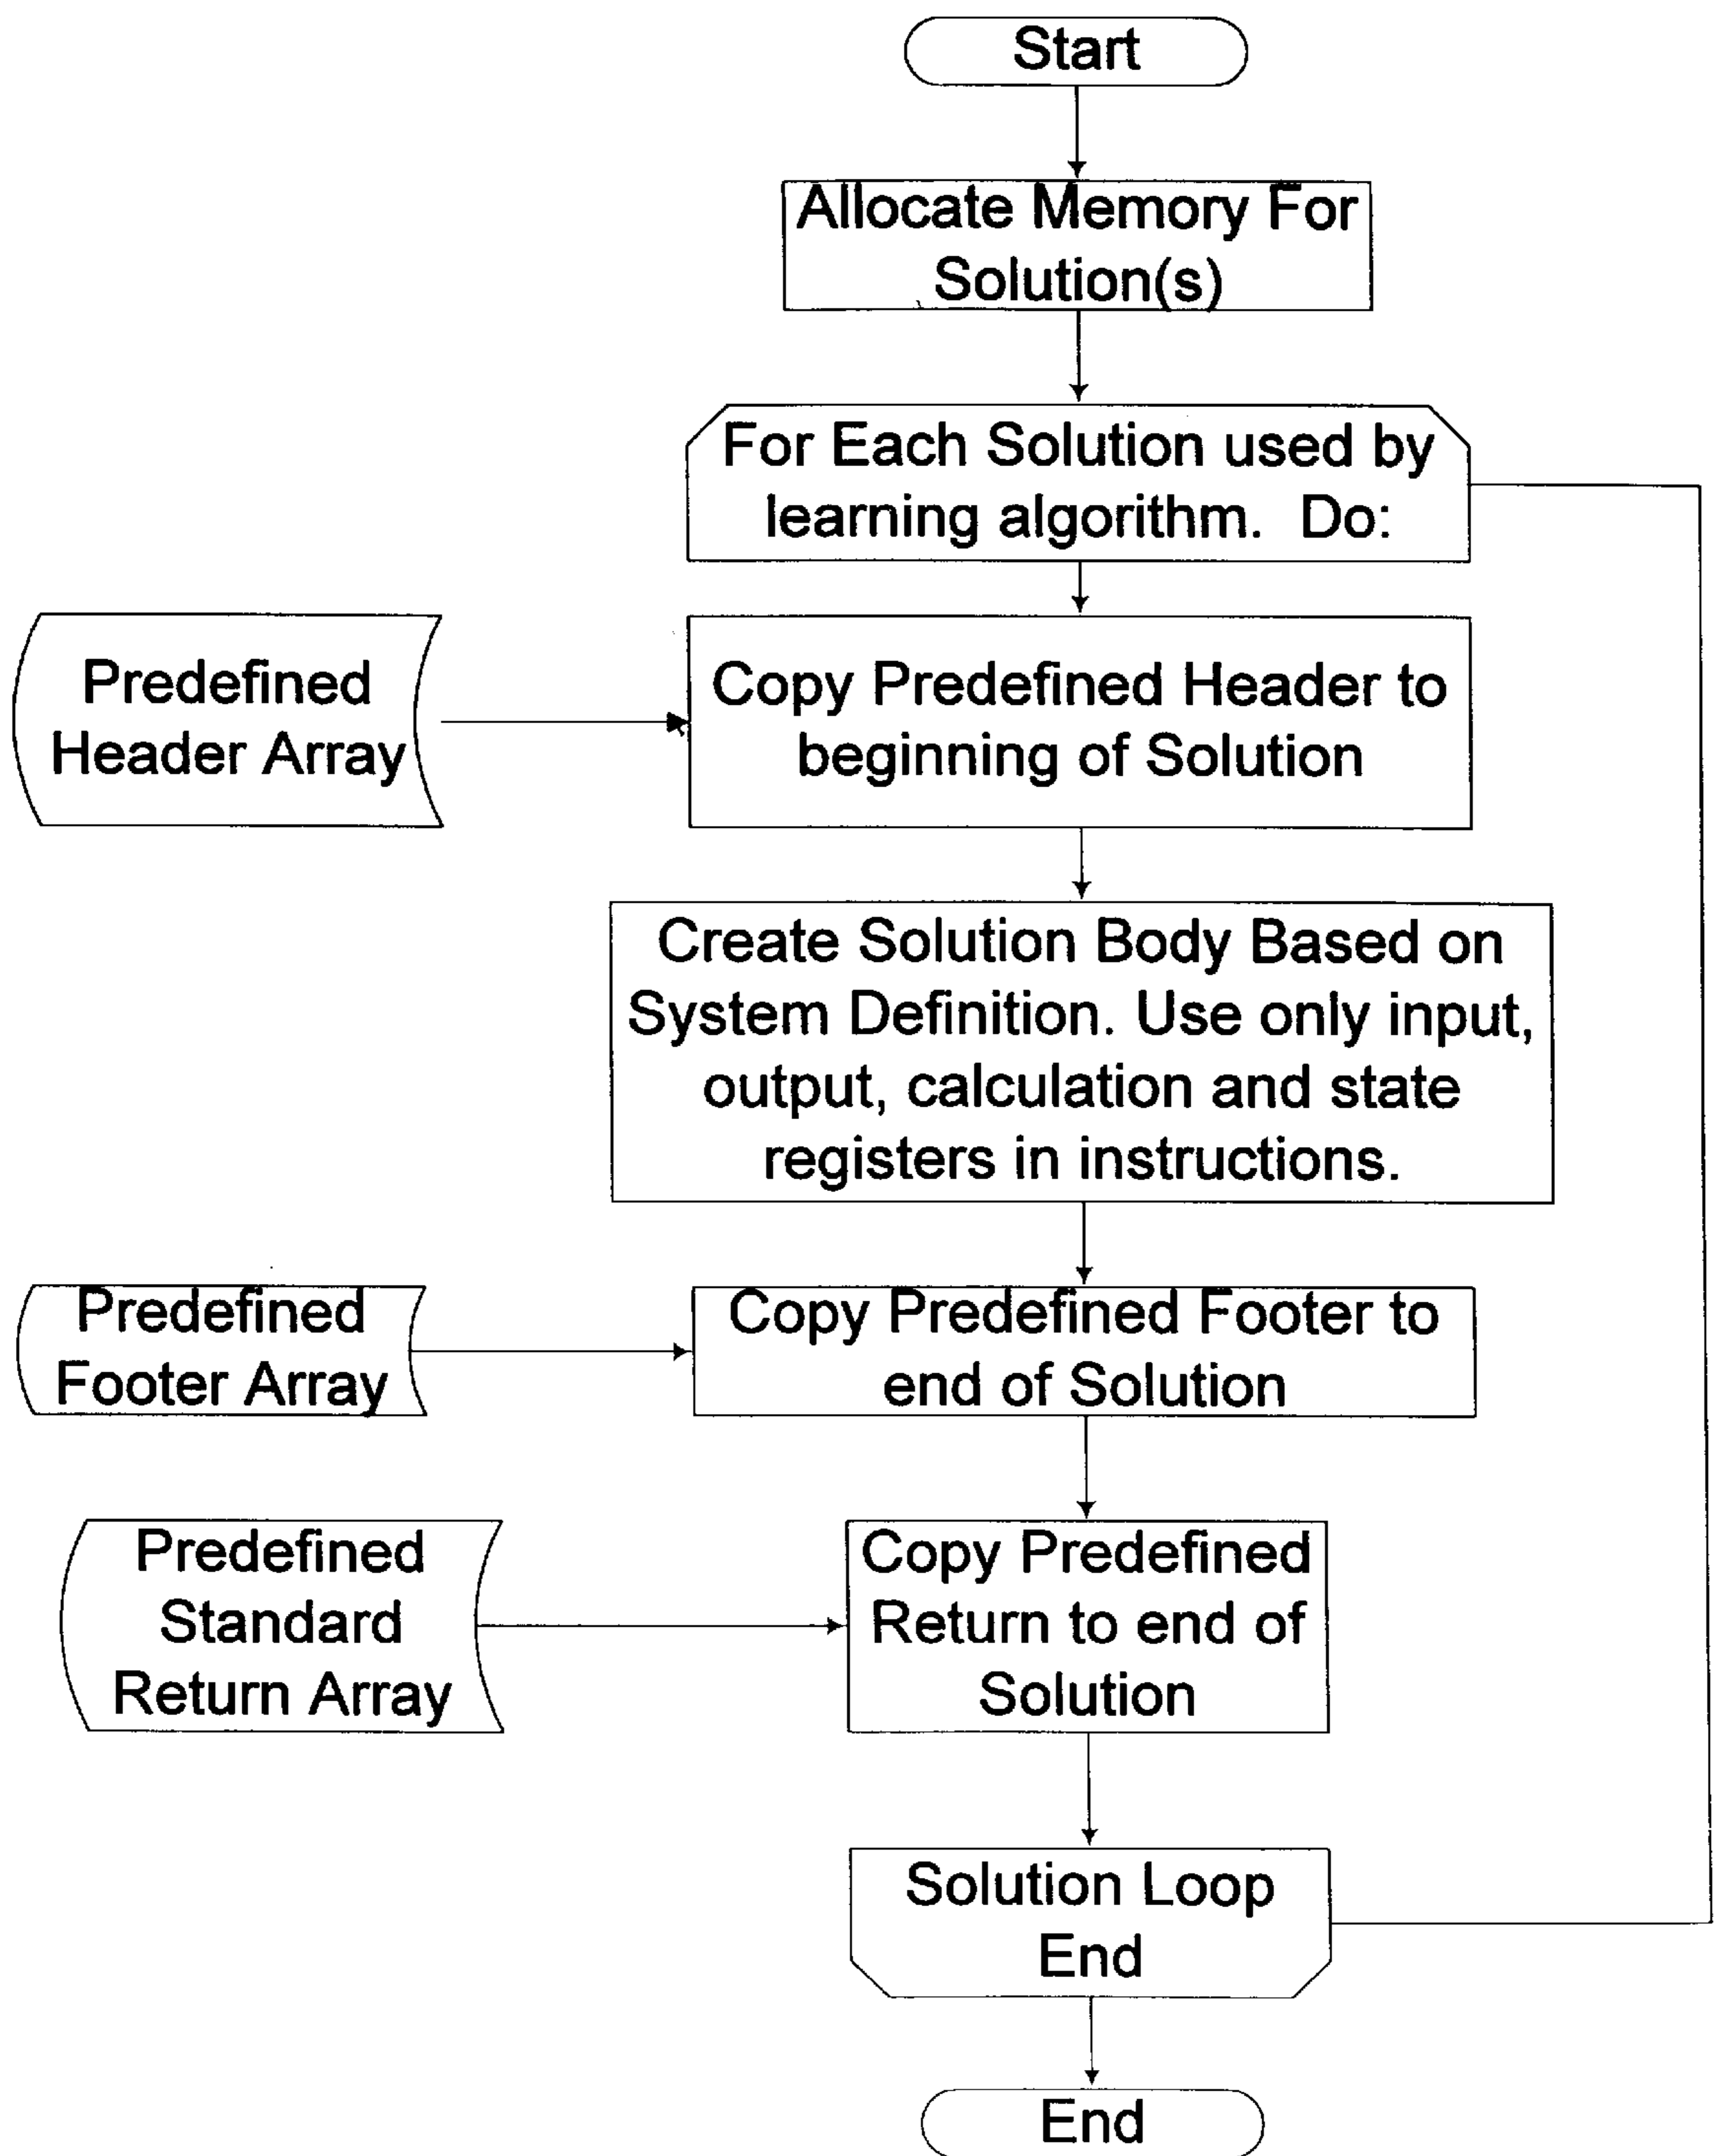 Start
Allocate Memory For
Solution(s)
For Each Solution used by
learning algorithm.  Do:
Predefined
Header Array
Copy Predefined Header to
beginning of Solution
Create Solution Body Based on
System Definition. Use only input,
output, calculation and state
registers in instructions.
Predefined
Footer Array
Copy Predefined Footer to
end of Solution
Predefined
Standard
Return Array
Copy Predefined
Return to end of
Solution
Solution Loop
End
End